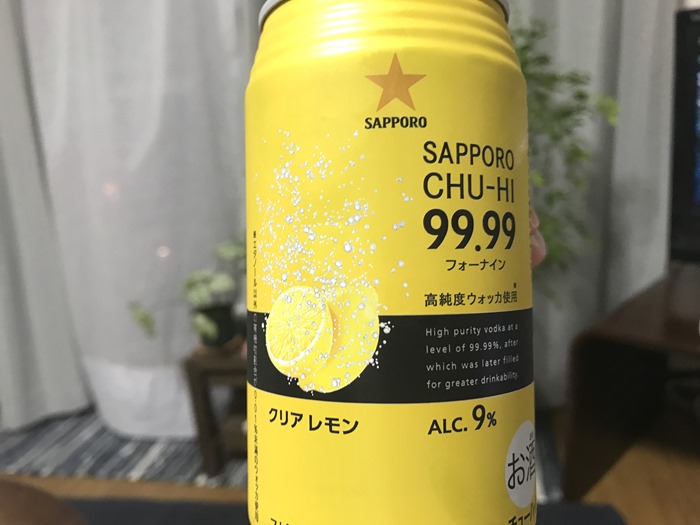 SAPPORO
SAPPORO
CHU-HI
99.99
フォーナイン
高純度ウォッカ使用※
High purity vodka at a
level of 99.99%, after
which was later filled
for greater drinkability.
クリアレモン
ALC. 9%
お酒